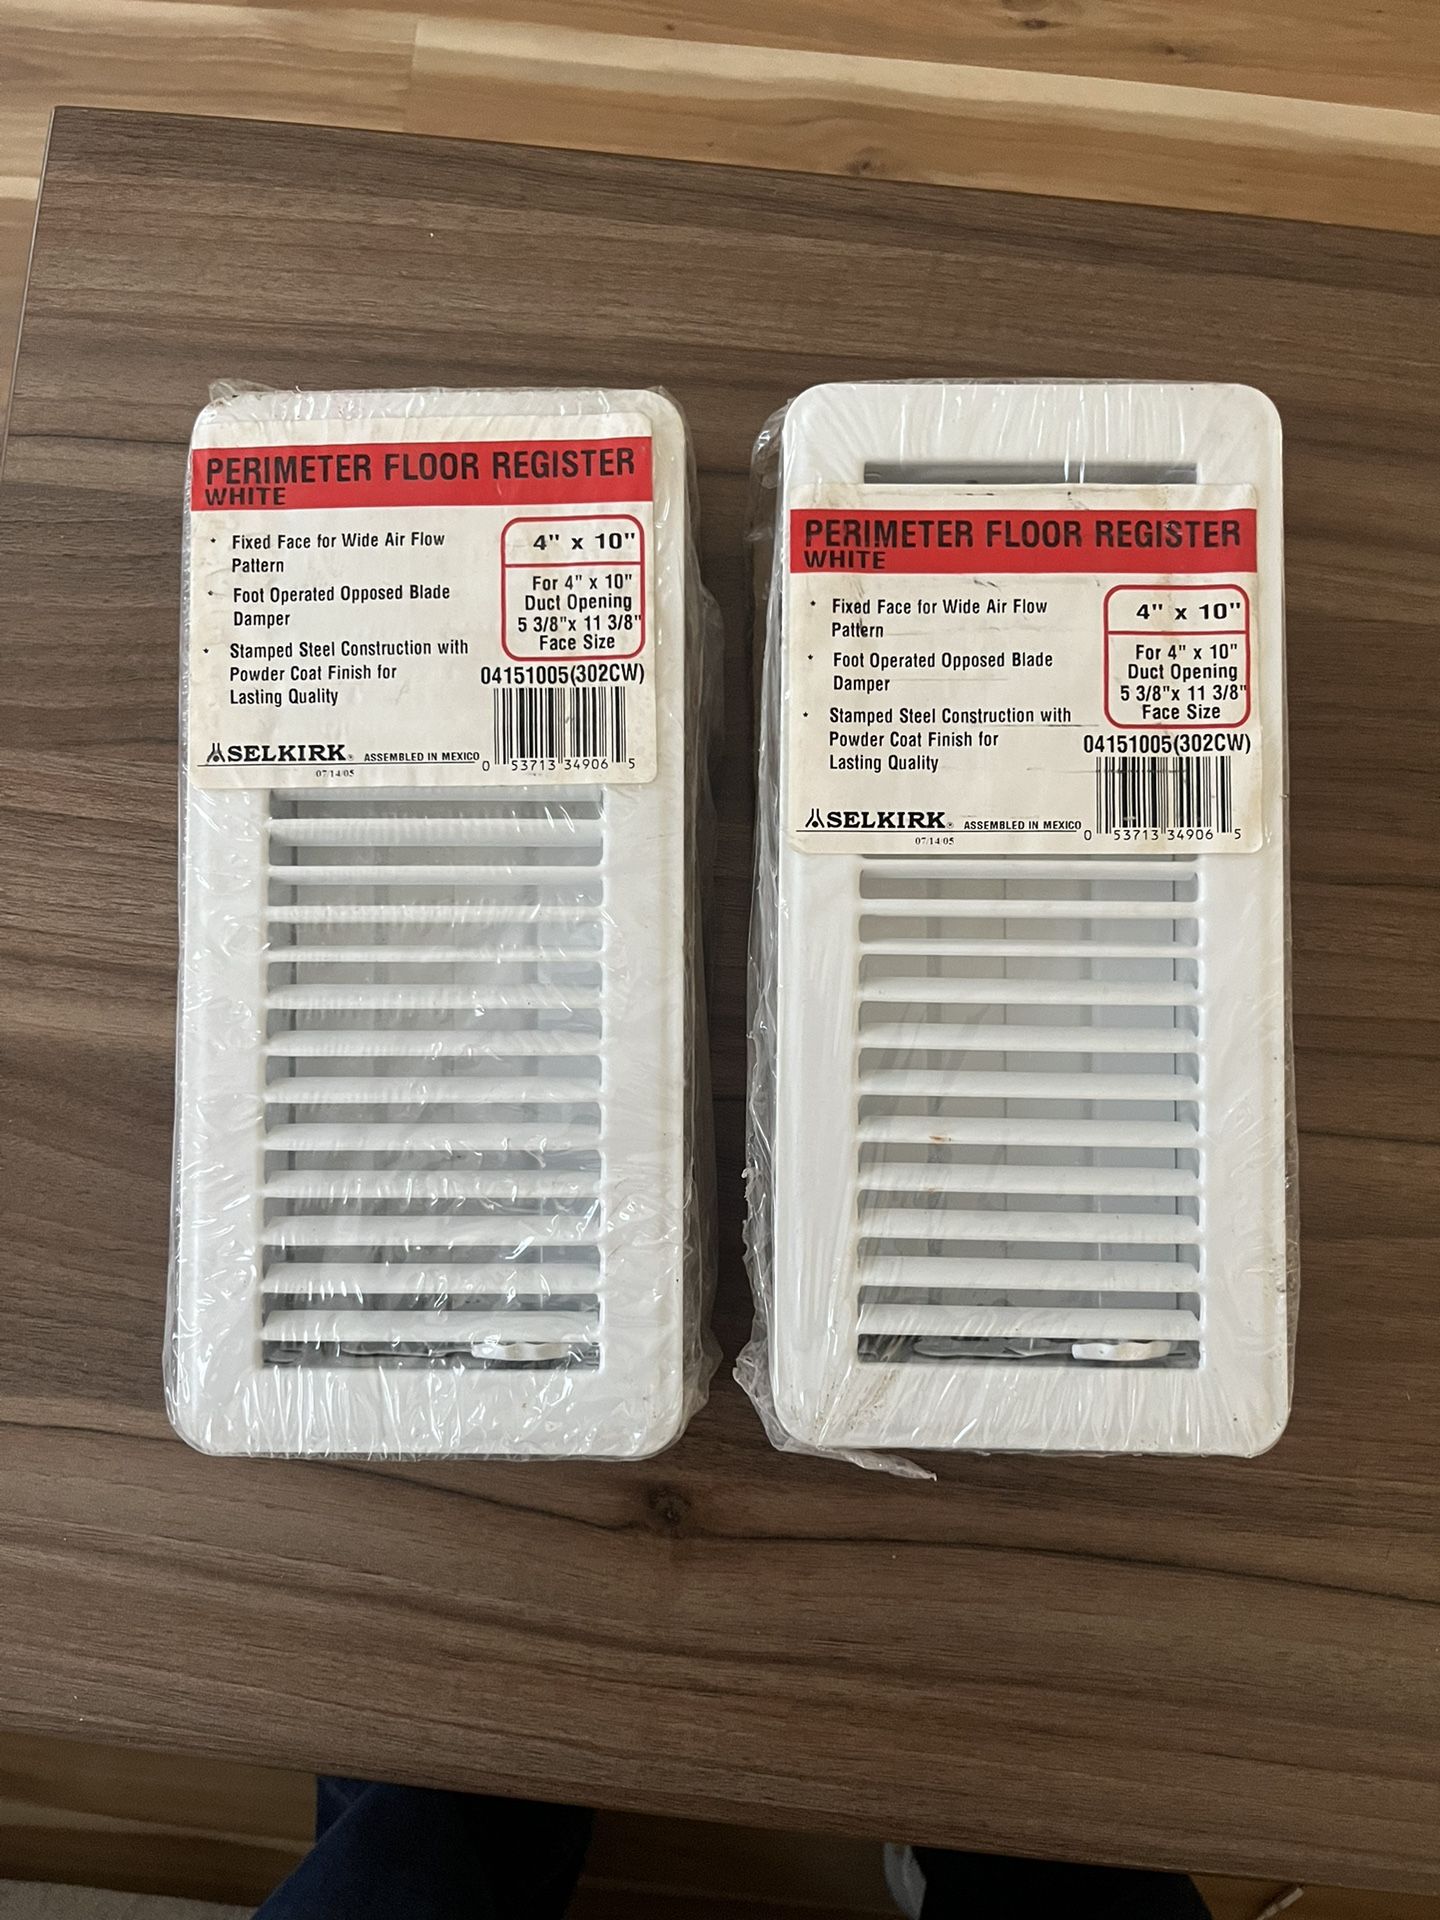 PERIMETER FLOOR REGISTER
WHITE
* Fixed Face for Wide Air Flow
Pattern
* Foot Operated Opposed Blade
Damper
* Stamped Steel Construction with
Powder Coat Finish for
Lasting Quality
4" x 10"
For 4" x 10"
Duct Opening
5 3/8"x 11 3/8"
Face Size
04151005(302CW)
SELKIRK® ASSEMBLED IN MEXICO
07/14/05
0 53713 34906 5
PERIMETER FLOOR REGISTER
WHITE
* Fixed Face for Wide Air Flow
Pattern
* Foot Operated Opposed Blade
Damper
* Stamped Steel Construction with
Powder Coat Finish for
Lasting Quality
4" x 10"
For 4" x 10"
Duct Opening
5 3/8"x 11 3/8"
Face Size
04151005(302CW)
SELKIRK® ASSEMBLED IN MEXICO
07/14/05
0 53713 34906 5